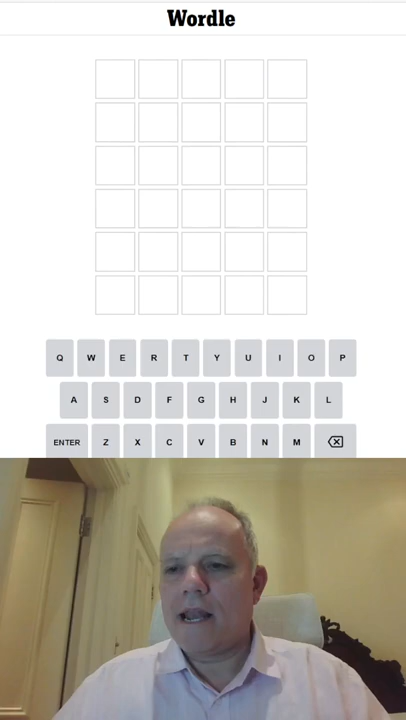 Wordle
Q W E R T Y U I O P
A S D F G H J K L
ENTER Z X C V B N M